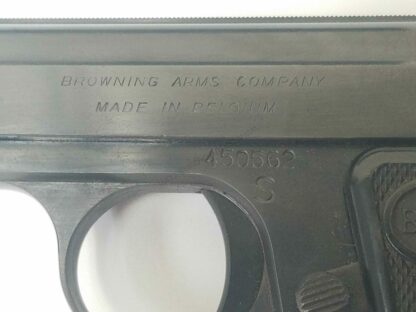 BROWNING ARMS COMPANY
MADE IN BELGIUM
450562
S